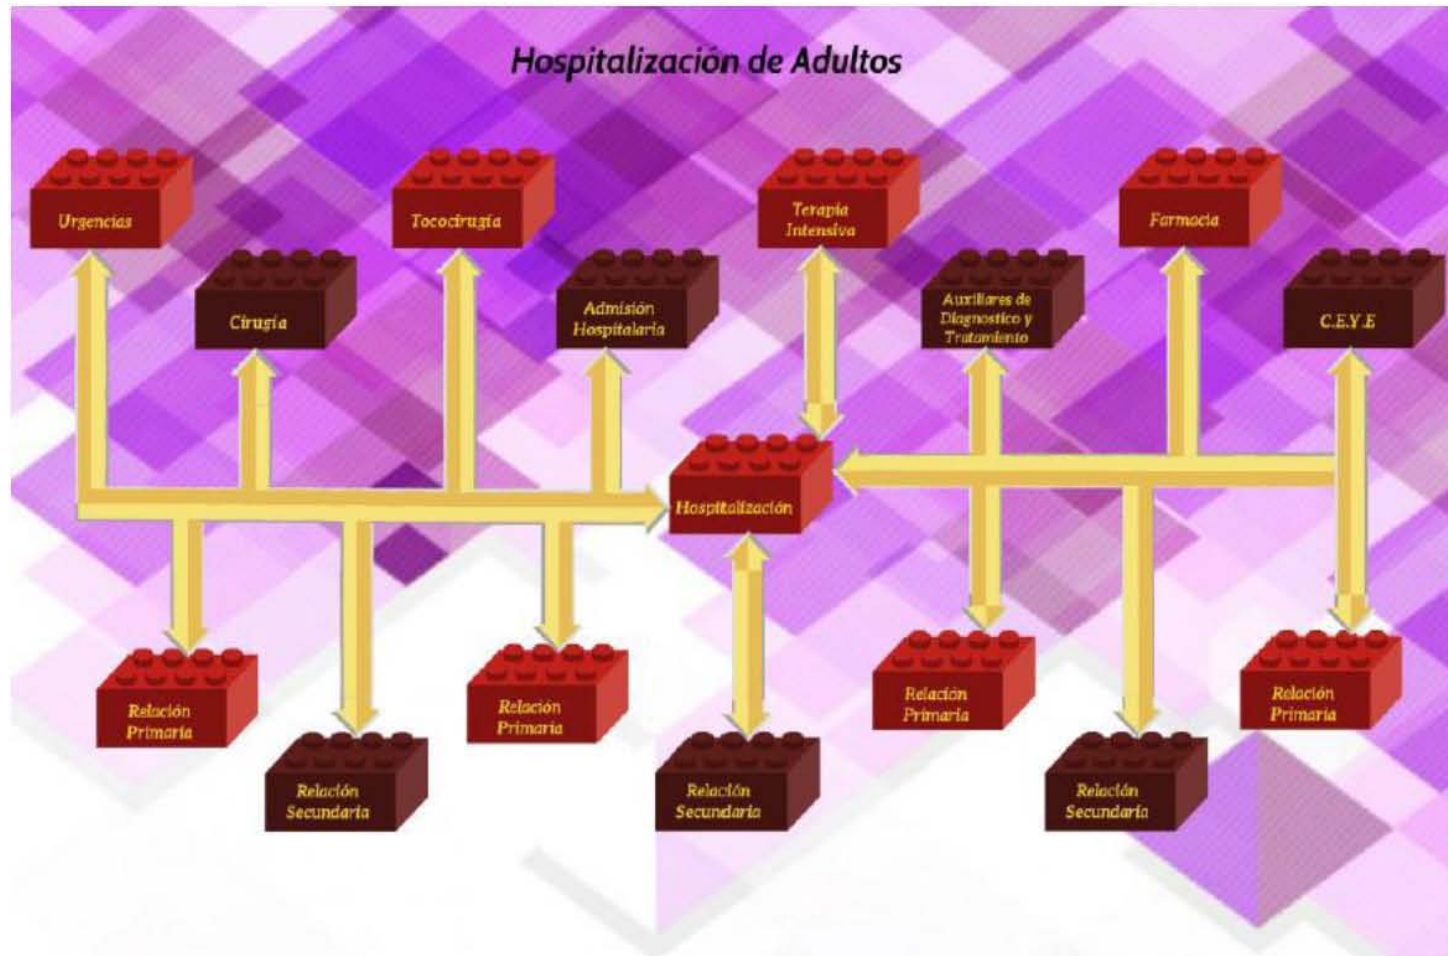 Hospitalización de Adultos
Urgencias
Tococirugía
Terapia
Intensiva
Farmacia
Cirugía
Admisión
Hospitalaria
Auxiliares de
Diagnostico y
Tratamiento
C.E.Y.E
Hospitalización
Relación
Primaria
Relación
Primaria
Relación
Primaria
Relación
Primaria
Relación
Secundaria
Relación
Secundaria
Relación
Secundaria